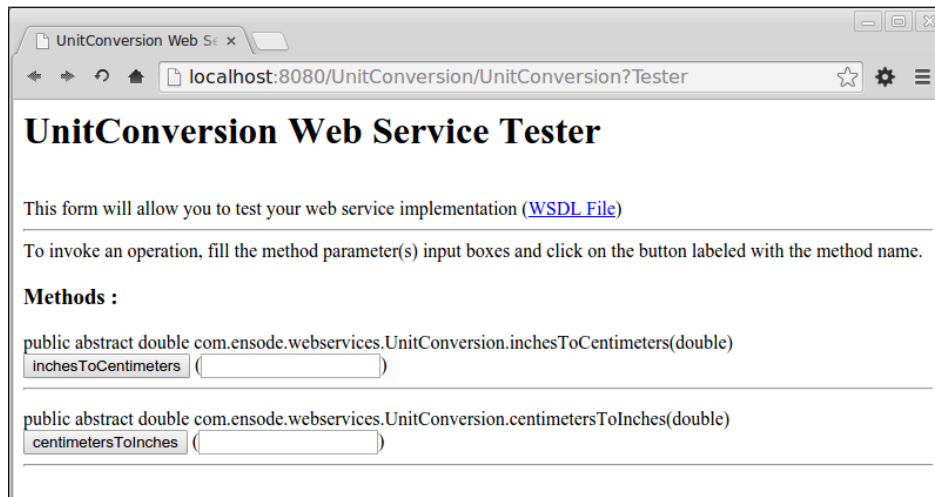 UnitConversion Web Se
localhost:8080/UnitConversion/UnitConversion?Tester
UnitConversion Web Service Tester
This form will allow you to test your web service implementation (WSDL File)
To invoke an operation, fill the method parameter(s) input boxes and click on the button labeled with the method name.
Methods :
public abstract double com.ensode.webservices.UnitConversion.inchesToCentimeters(double)
inchesToCentimeters ( )
public abstract double com.ensode.webservices.UnitConversion.centimetersToInches(double)
centimetersToInches ( )